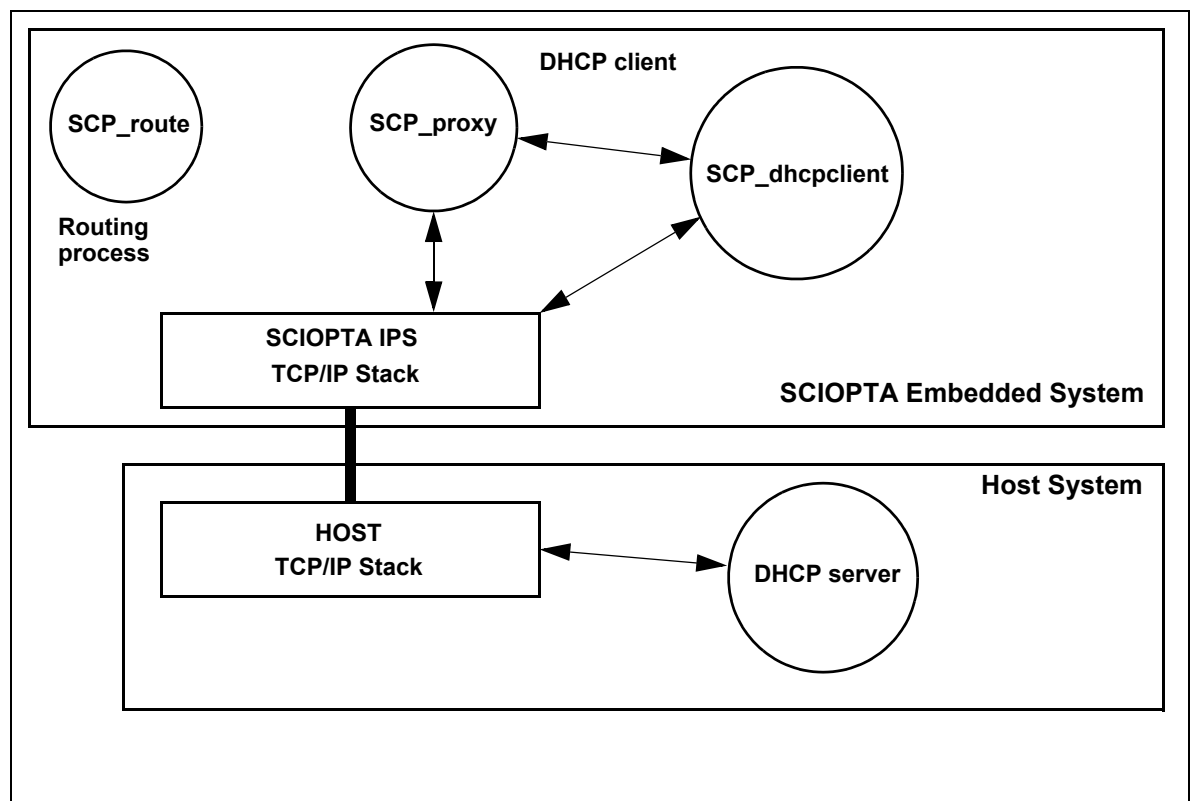 DHCP client
SCP_route
SCP_proxy
SCP_dhcpclient
Routing
process
SCIOPTA IPS
TCP/IP Stack
SCIOPTA Embedded System
Host System
HOST
TCP/IP Stack
DHCP server